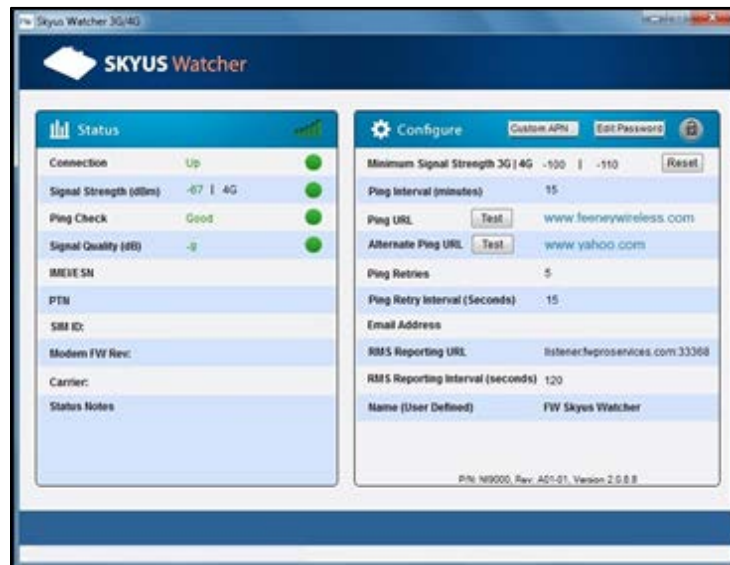 Skyus Watcher 3G/4G
SKYUS Watcher
Status
Connection Up
Signal Strength (dBm) -67 | 4G
Ping Check Good
Signal Quality (dB) -8
IMEI/ESN
PTN
SIM ID:
Modem FW Rev:
Carrier:
Status Notes
Configure Custom APN Edit Password
Minimum Signal Strength 3G | 4G -100 | -110 Reset
Ping Interval (minutes) 15
Ping URL Test www.feeneywireless.com
Alternate Ping URL Test www.yahoo.com
Ping Retries 5
Ping Retry Interval (Seconds) 15
Email Address
RMS Reporting URL listener.fwproservices.com:33368
RMS Reporting Interval (seconds) 120
Name (User Defined) FW Skyus Watcher
P/N: NI9000, Rev: A01-01, Version 2.0.8.8